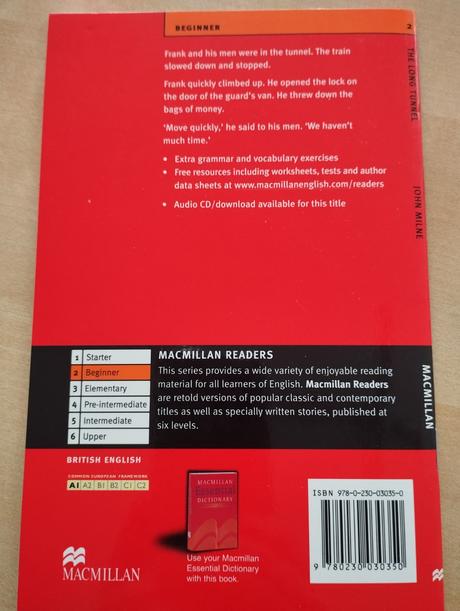 BEGINNER 2
Frank and his men were in the tunnel. The train
slowed down and stopped.
Frank quickly climbed up. He opened the lock on
the door of the guard's van. He threw down the
bags of money.
'Move quickly,' he said to his men. 'We haven't
much time.'
• Extra grammar and vocabulary exercises
• Free resources including worksheets, tests and author
data sheets at www.macmillanenglish.com/readers
• Audio CD/download available for this title
THE LONG TUNNEL
JOHN MILNE
MACMILLAN
1 Starter
2 Beginner
3 Elementary
4 Pre-intermediate
5 Intermediate
6 Upper
MACMILLAN READERS
This series provides a wide variety of enjoyable reading
material for all learners of English. Macmillan Readers
are retold versions of popular classic and contemporary
titles as well as specially written stories, published at
six levels.
BRITISH ENGLISH
COMMON EUROPEAN FRAMEWORK
A1 A2 B1 B2 C1 C2
MACMILLAN
MACMILLAN
Essential
DICTIONARY
Use your Macmillan
Essential Dictionary
with this book.
ISBN 978-0-230-03035-0
9 780230 030350